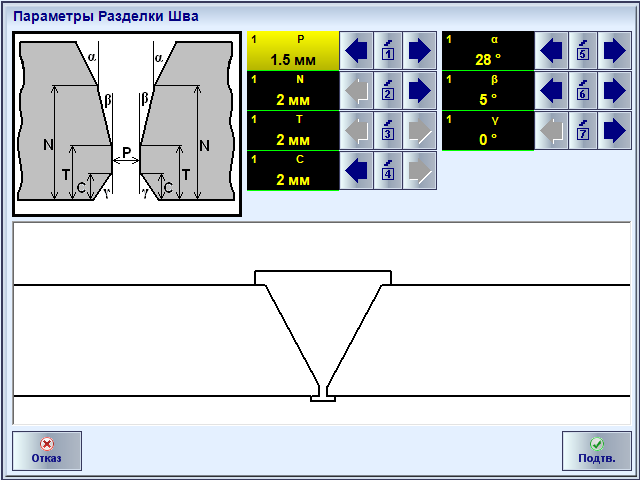 Параметры Разделки Шва
α α
β β
N P N
T T
C C
γ γ
1 P
1.5 мм
1
1 N
2 мм
2
1 T
2 мм
3
1 C
2 мм
4
1 α
28 °
5
1 β
5 °
6
1 γ
0 °
7
Отказ
Подтв.